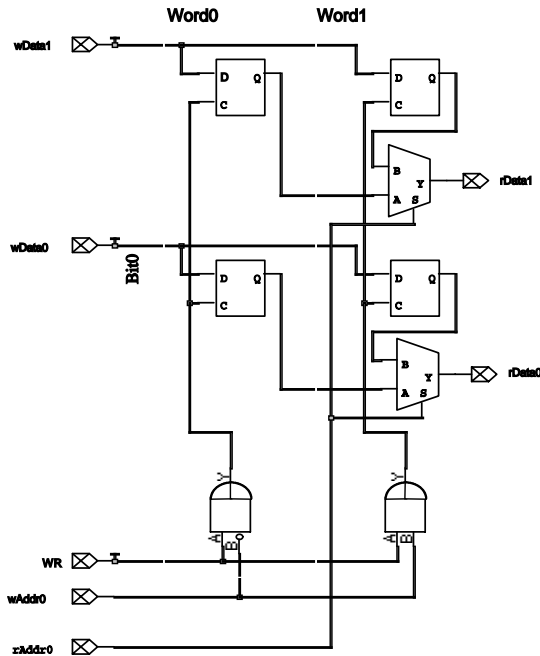 Word0 Word1
wData1
D Q
C
D Q
C
B
Y
A S
rData1
wData0
Bit0
D Q
C
D Q
C
B
Y
A S
rData0
Y
A
B
Y
A
B
WR
wAddr0
rAddr0